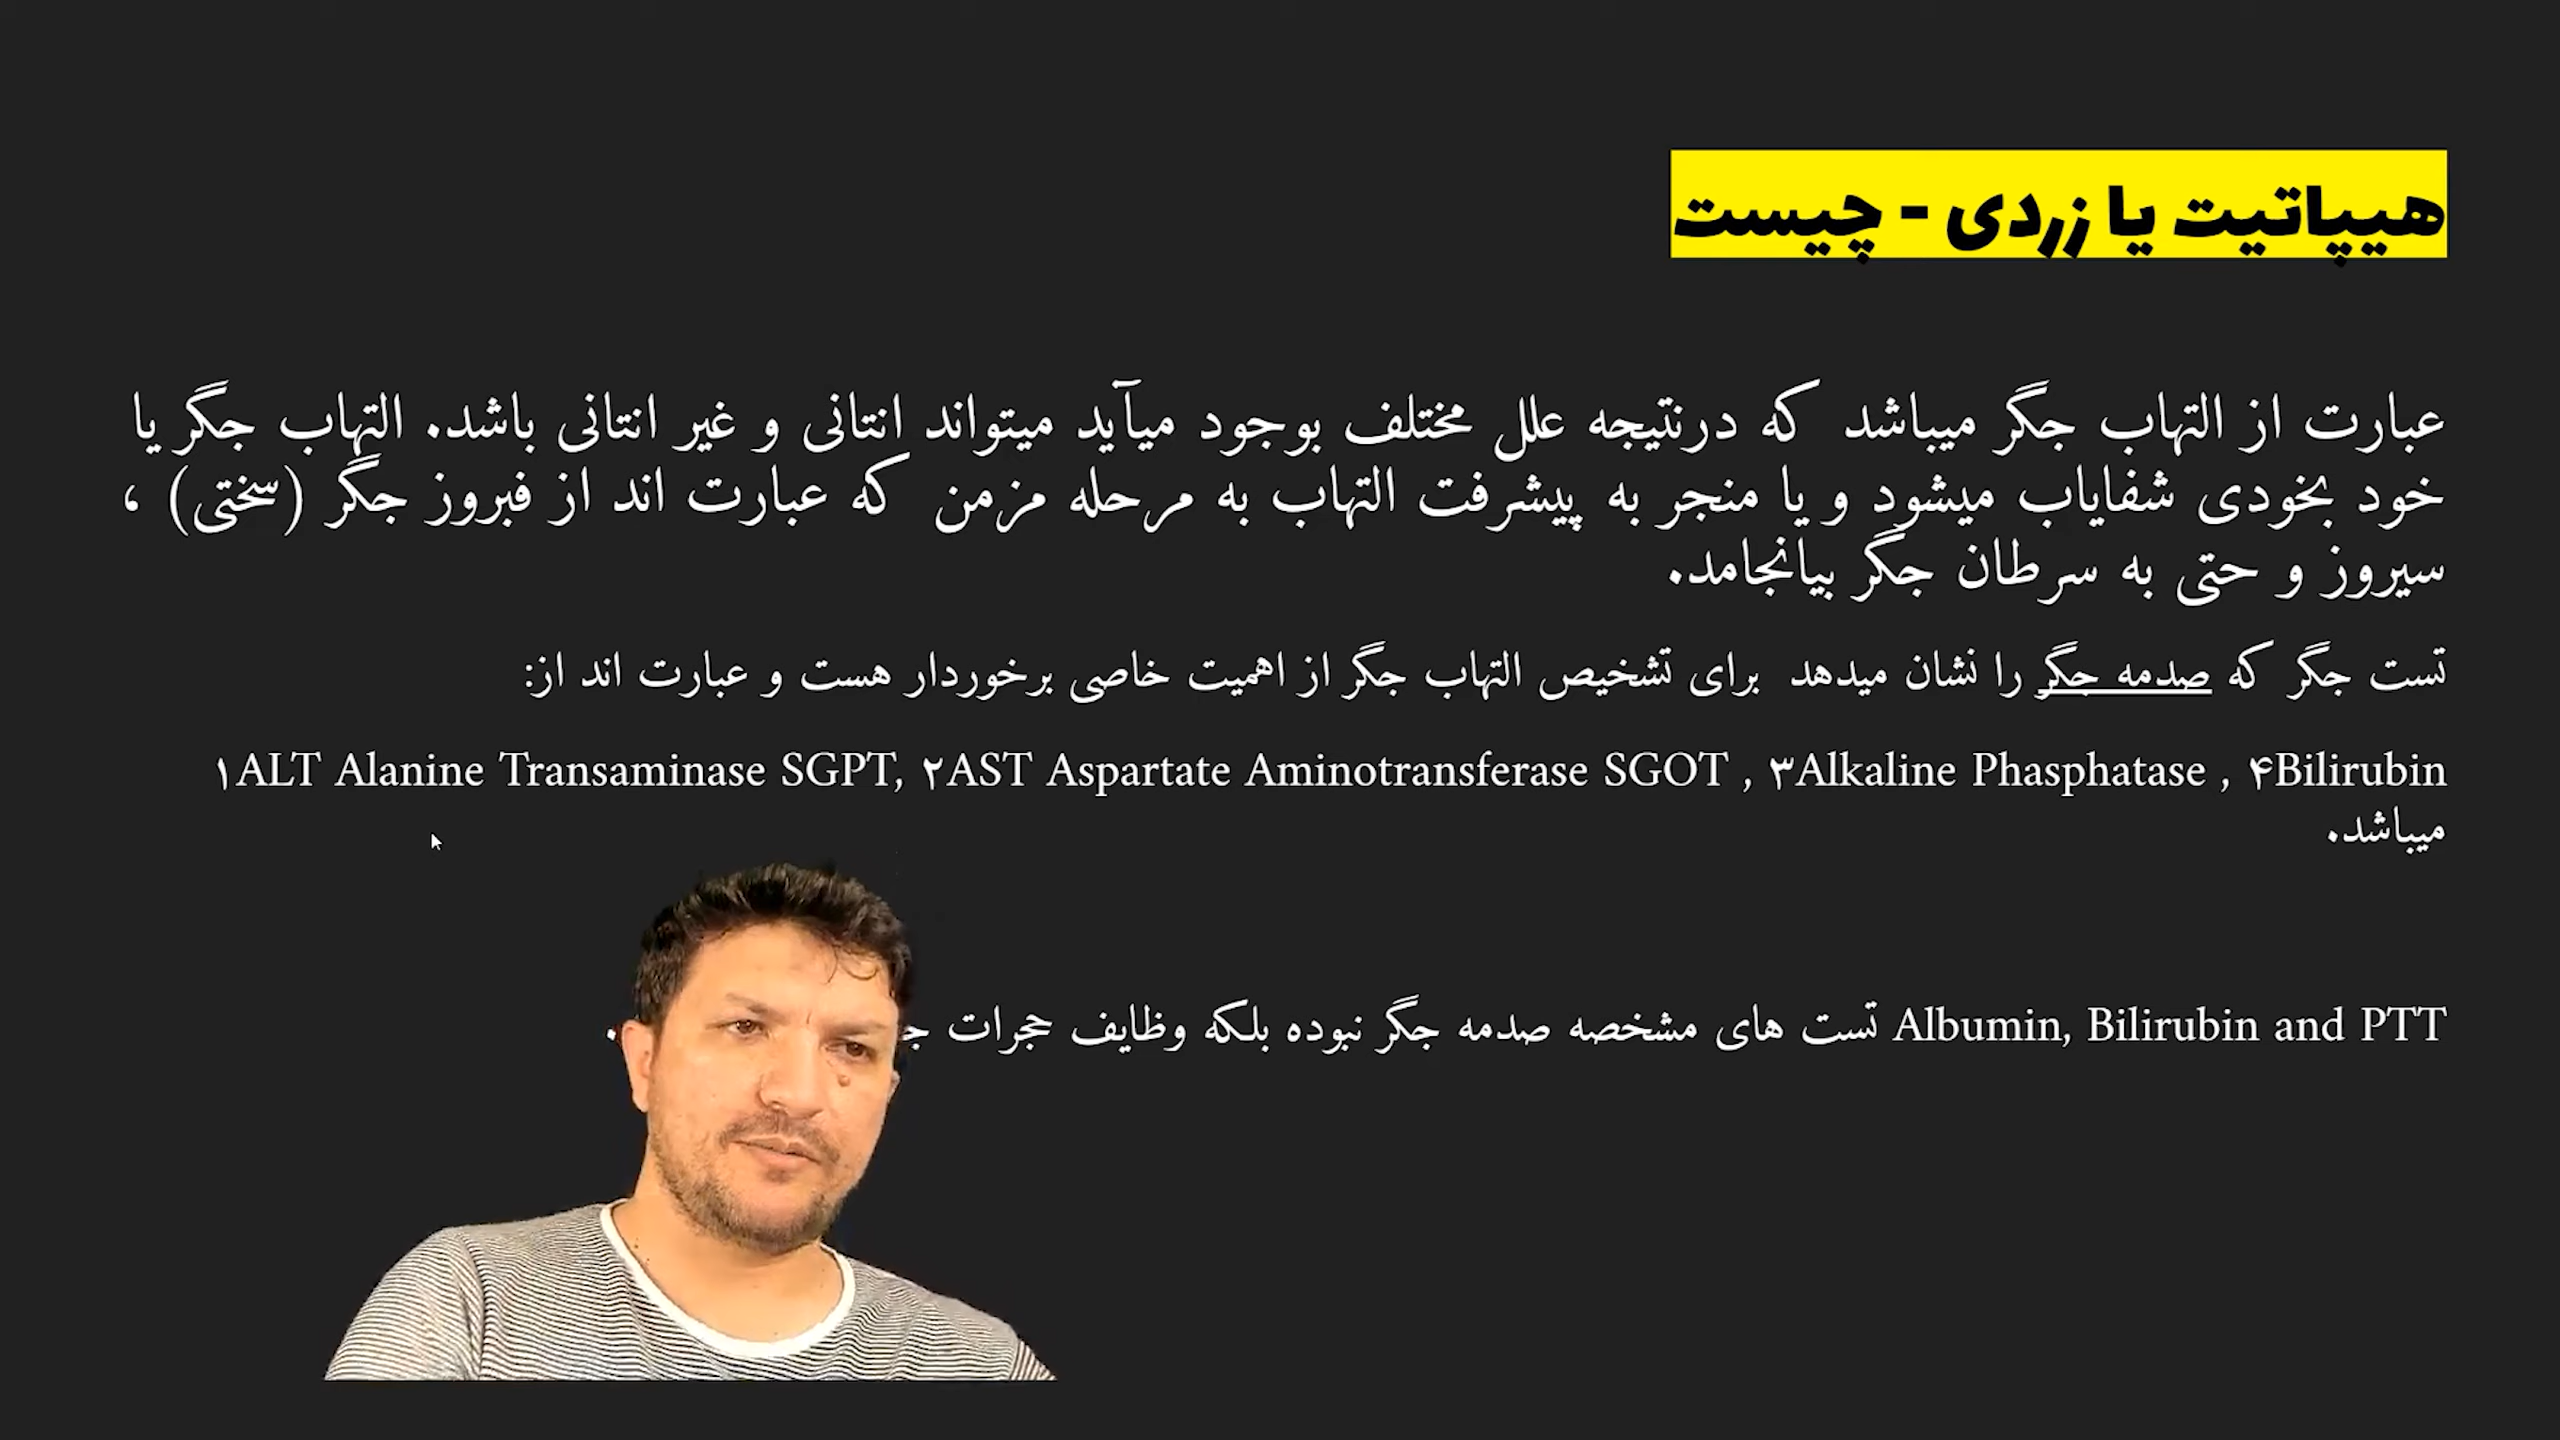 هیپاتیت یا زردی - چیست
عبارت از التهاب جگر میباشد که درنتیجه علل مختلف بوجود میآید میتواند انتانی و غیر انتانی باشد. التهاب جگر یا
خود بخودی شفایاب میشود و یا منجر به پیشرفت التهاب به مرحله مزمن که عبارت اند از فبروز جگر (سختی) ،
سیروز و حتی به سرطان جگر بیانجامد.
تست جگر که صدمه جگر را نشان میدهد برای تشخیص التهاب جگر از اهمیت خاصی برخوردار هست و عبارت اند از:
۱ALT Alanine Transaminase SGPT, ۲AST Aspartate Aminotransferase SGOT , ۳Alkaline Phasphatase , ۴Bilirubin
میباشد.
Albumin, Bilirubin and PTT تست های مشخصه صدمه جگر نبوده بلکه وظایف حجرات